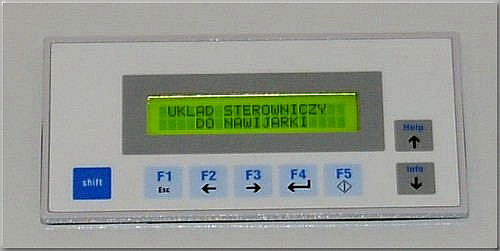 UKLAD STEROWNICZY
DO NAWIJARKI
Help
shift
F1 F2 F3 F4 F5
Esc
Info